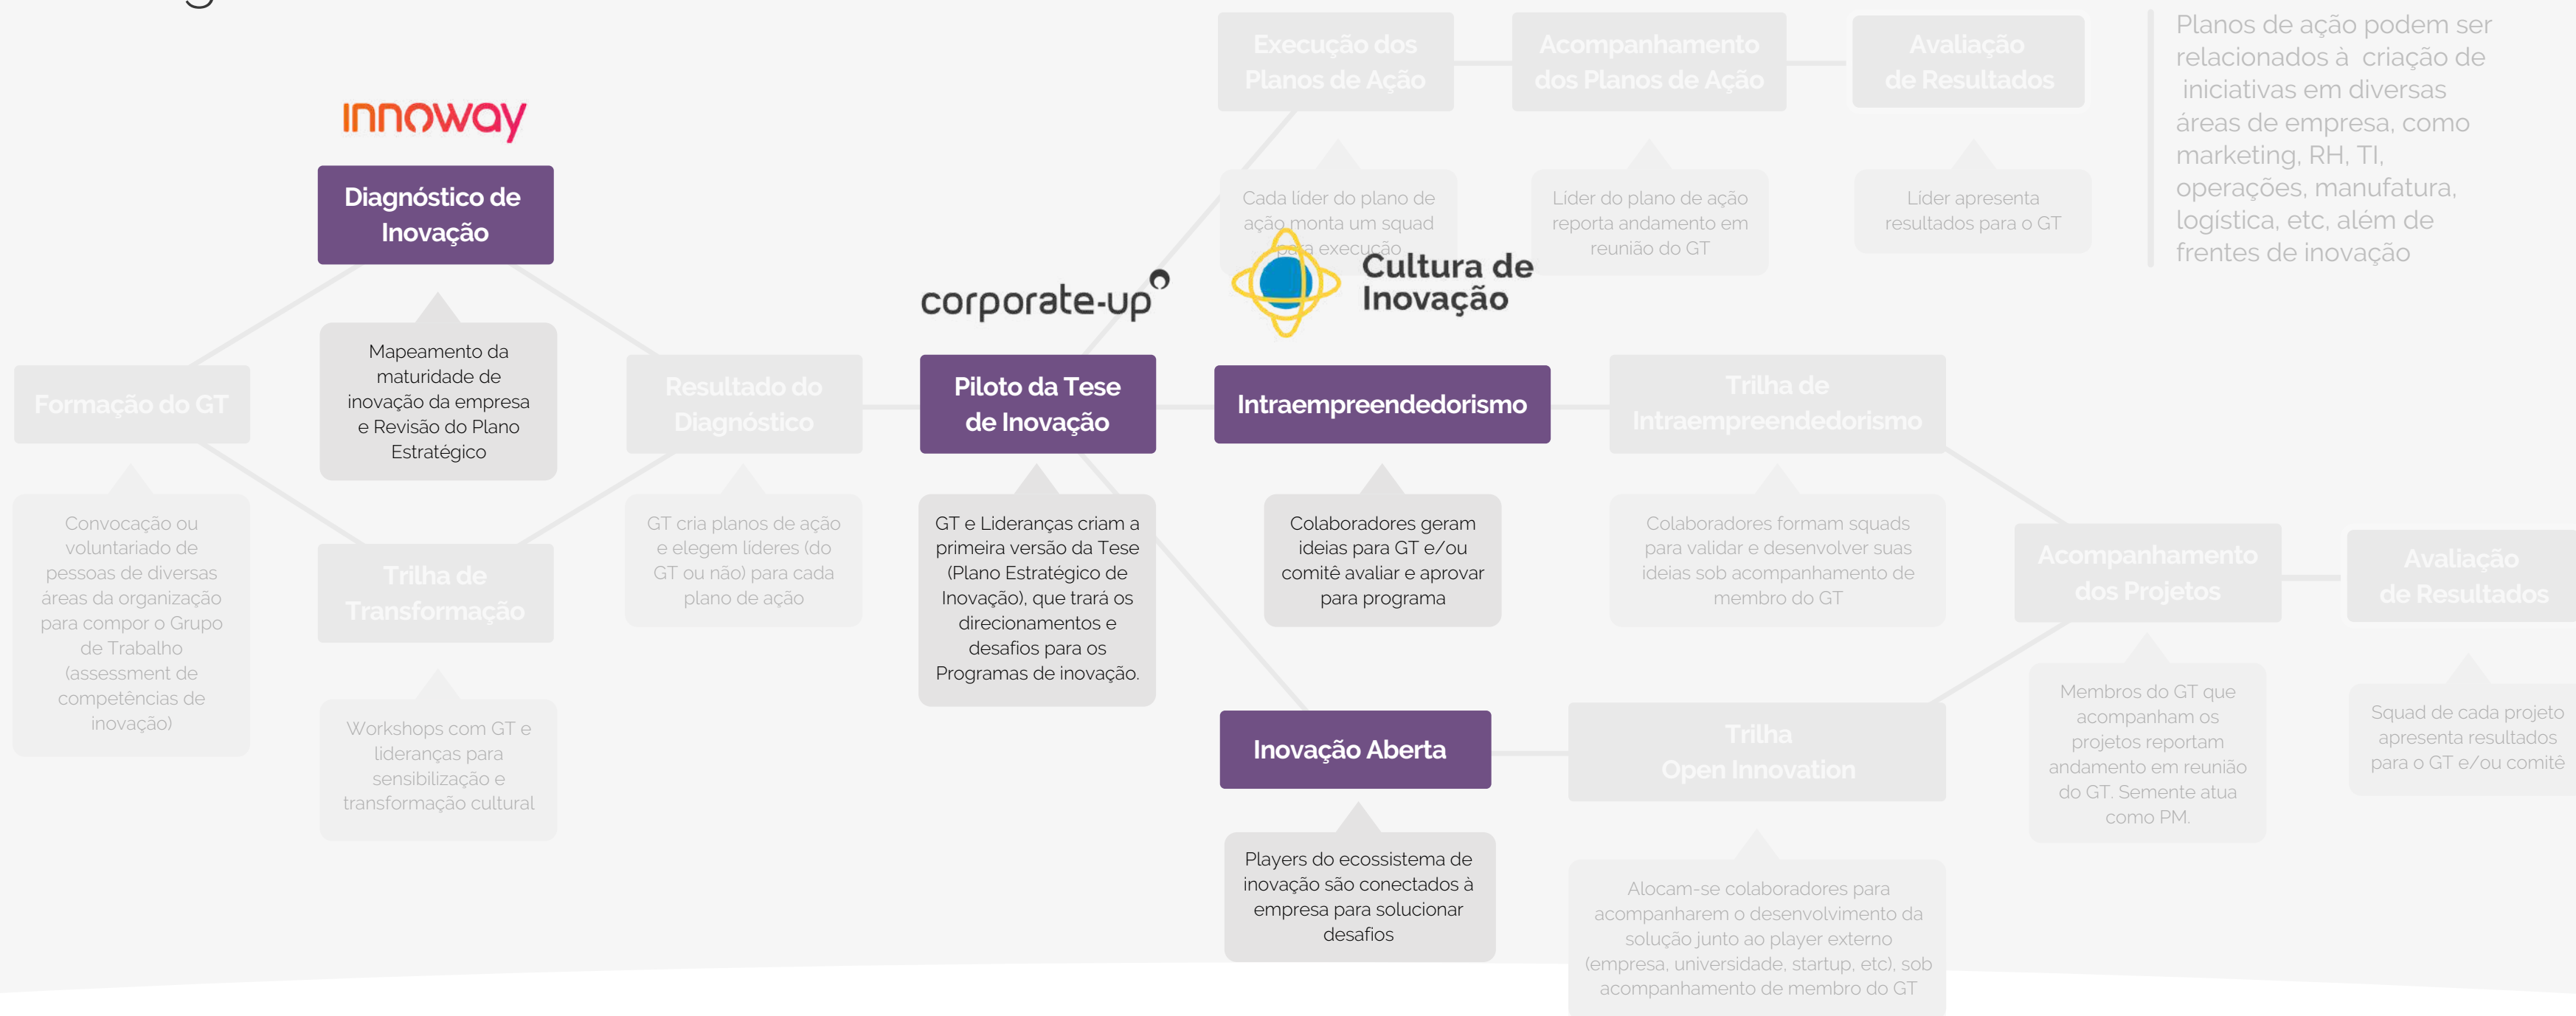 Execução dos
Planos de Ação
Acompanhamento
dos Planos de Ação
Avaliação
de Resultados
Planos de ação podem ser
relacionados à criação de
iniciativas em diversas
áreas de empresa, como
marketing, RH, TI,
operações, manufatura,
logística, etc, além de
frentes de inovação
Cada líder do plano de
ação monta um squad
para execução
Líder do plano de ação
reporta andamento em
reunião do GT
Líder apresenta
resultados para o GT
innoway
Diagnóstico de
Inovação
Mapeamento da
maturidade de
inovação da empresa
e Revisão do Plano
Estratégico
corporate-up
Cultura de
Inovação
Formação do GT
Convocação ou
voluntariado de
pessoas de diversas
áreas da organização
para compor o Grupo
de Trabalho
(assessment de
competências de
inovação)
Trilha de
Transformação
Workshops com GT e
lideranças para
sensibilização e
transformação cultural
Resultado do
Diagnóstico
GT cria planos de ação
e elegem líderes (do
GT ou não) para cada
plano de ação
Piloto da Tese
de Inovação
GT e Lideranças criam a
primeira versão da Tese
(Plano Estratégico de
Inovação), que trará os
direcionamentos e
desafios para os
Programas de inovação.
Intraempreendedorismo
Colaboradores geram
ideias para GT e/ou
comitê avaliar e aprovar
para programa
Trilha de
Intraempreendedorismo
Colaboradores formam squads
para validar e desenvolver suas
ideias sob acompanhamento de
membro do GT
Inovação Aberta
Players do ecossistema de
inovação são conectados à
empresa para solucionar
desafios
Trilha
Open Innovation
Alocam-se colaboradores para
acompanharem o desenvolvimento da
solução junto ao player externo
(empresa, universidade, startup, etc), sob
acompanhamento de membro do GT
Acompanhamento
dos Projetos
Membros do GT que
acompanham os
projetos reportam
andamento em reunião
do GT. Semente atua
como PM.
Avaliação
de Resultados
Squad de cada projeto
apresenta resultados
para o GT e/ou comitê